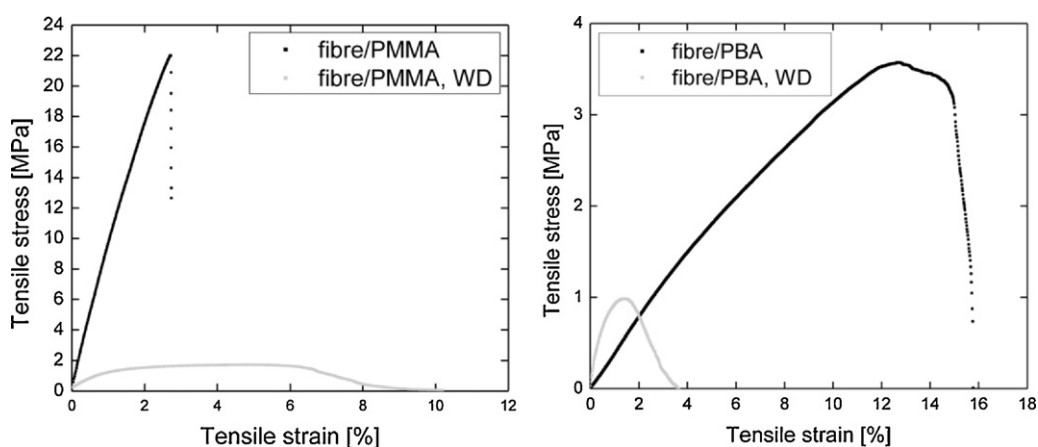 24
22
20
18
16
14
12
10
8
6
4
2
0
0 2 4 6 8 10 12
Tensile stress [MPa]
Tensile strain [%]
fibre/PMMA
fibre/PMMA, WD
4
3
2
1
0
0 2 4 6 8 10 12 14 16 18
Tensile stress [MPa]
Tensile strain [%]
fibre/PBA
fibre/PBA, WD